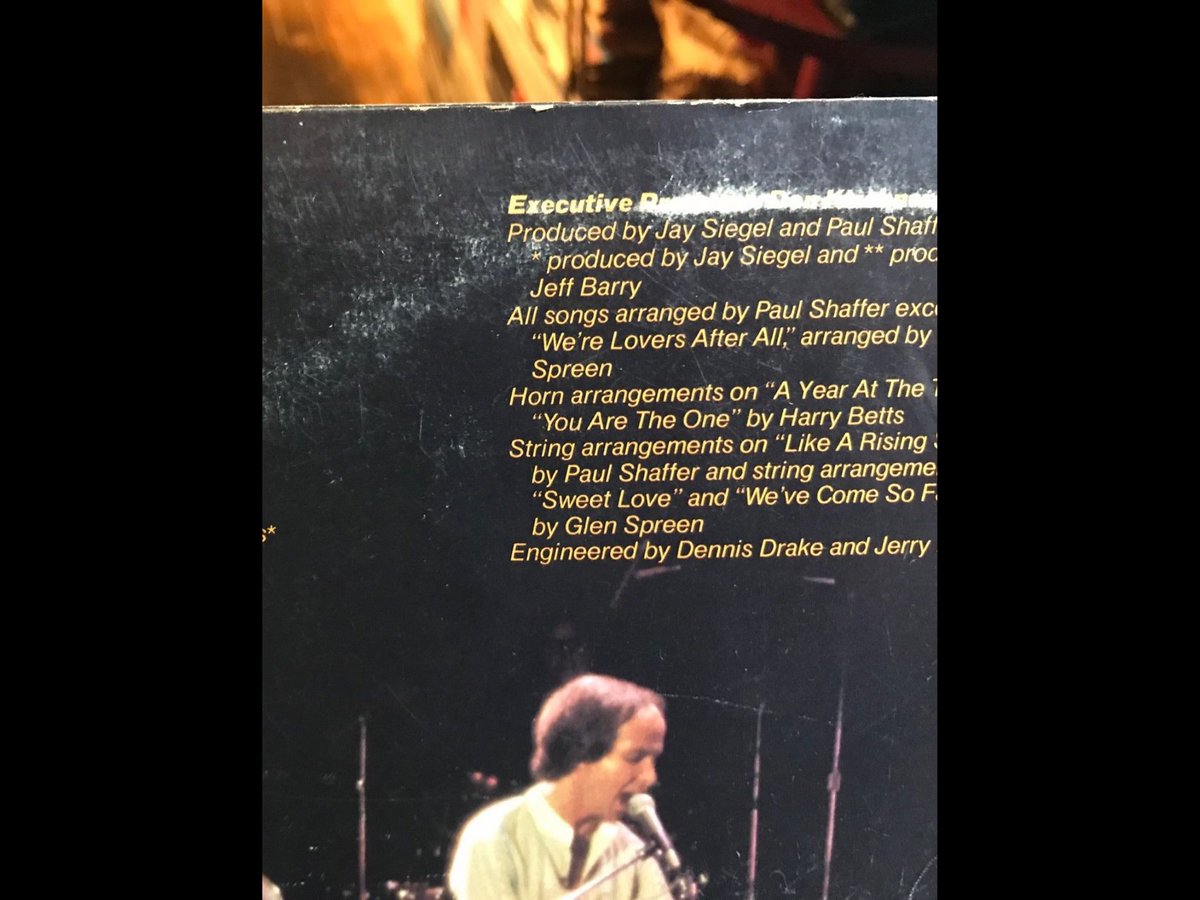 Executive
Produced by Jay Siegel and Paul Shaff
* produced by Jay Siegel and ** proc
Jeff Barry
All songs arranged by Paul Shaffer exc
“We’re Lovers After All,” arranged by
Spreen
Horn arrangements on “A Year At The T
“You Are The One” by Harry Betts
String arrangements on “Like A Rising S
by Paul Shaffer and string arrangeme
“Sweet Love” and “We’ve Come So Fa
by Glen Spreen
s*
Engineered by Dennis Drake and Jerry